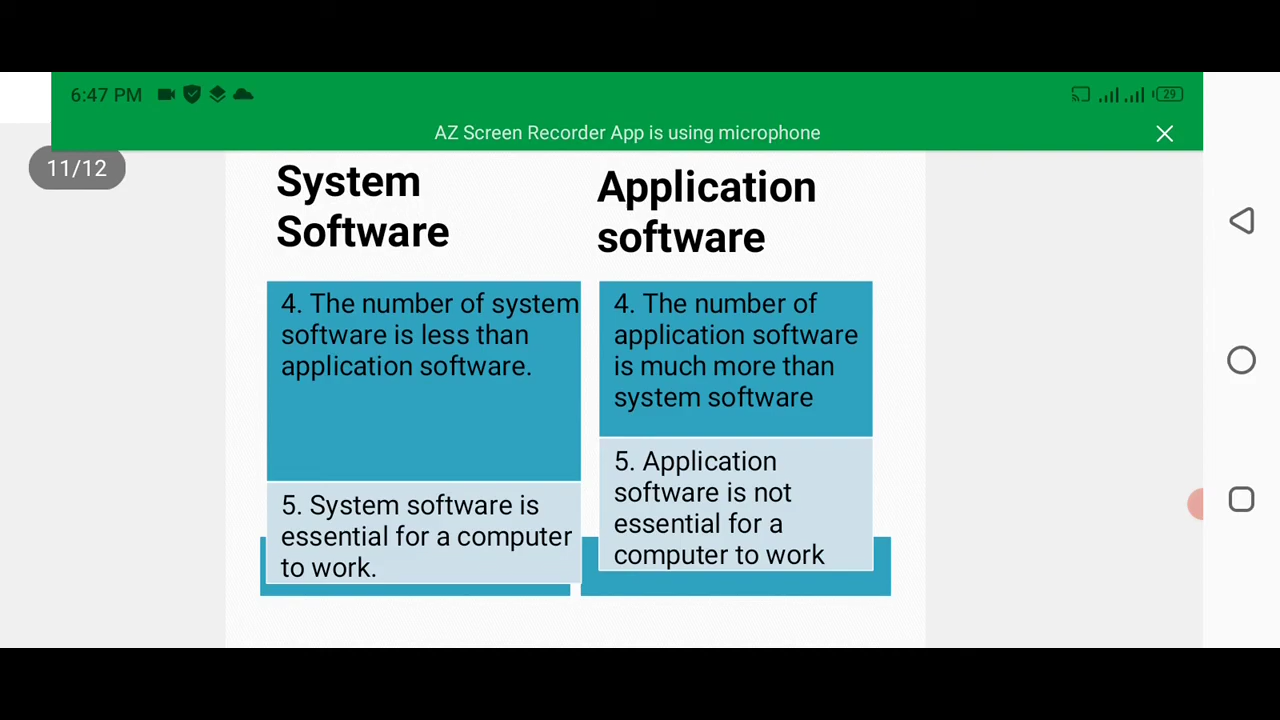 6:47 PM
29
AZ Screen Recorder App is using microphone
11/12
System
Software
Application
software
4. The number of system
software is less than
application software.
4. The number of
application software
is much more than
system software
5. System software is
essential for a computer
to work.
5. Application
software is not
essential for a
computer to work